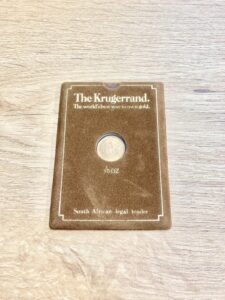 The Krugerrand.
The world's best way to own gold.
1/10 OZ
South African legal tender